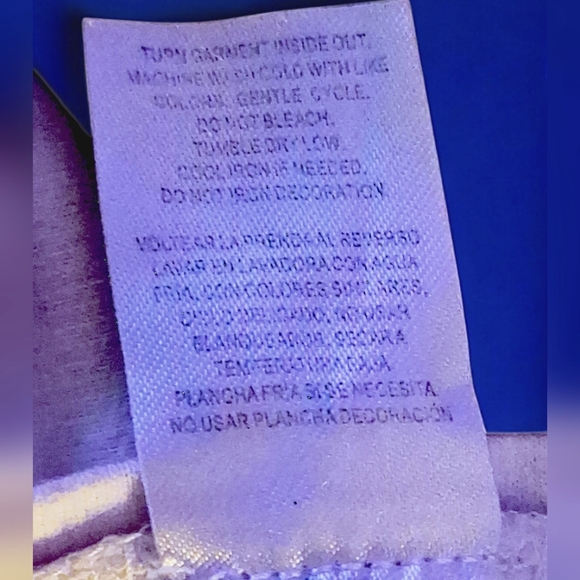 TURN GARMENT INSIDE OUT.
MACHINE WASH COLD WITH LIKE
COLORS. GENTLE CYCLE.
DO NOT BLEACH.
TUMBLE DRY LOW.
COOL IRON IF NEEDED.
DO NOT IRON DECORATION
VOLTEAR LA PRENDA AL REVERSO
LAVAR EN LAVADORA CON AGUA
FRIA, CON COLORES SIMILARES,
CICLO DELICADO. NO USAR
BLANQUEADOR. SECAR A
TEMPERATURA BAJA
PLANCHA FRÍA SI SE NECESITA.
NO USAR PLANCHA DECORACIÓN